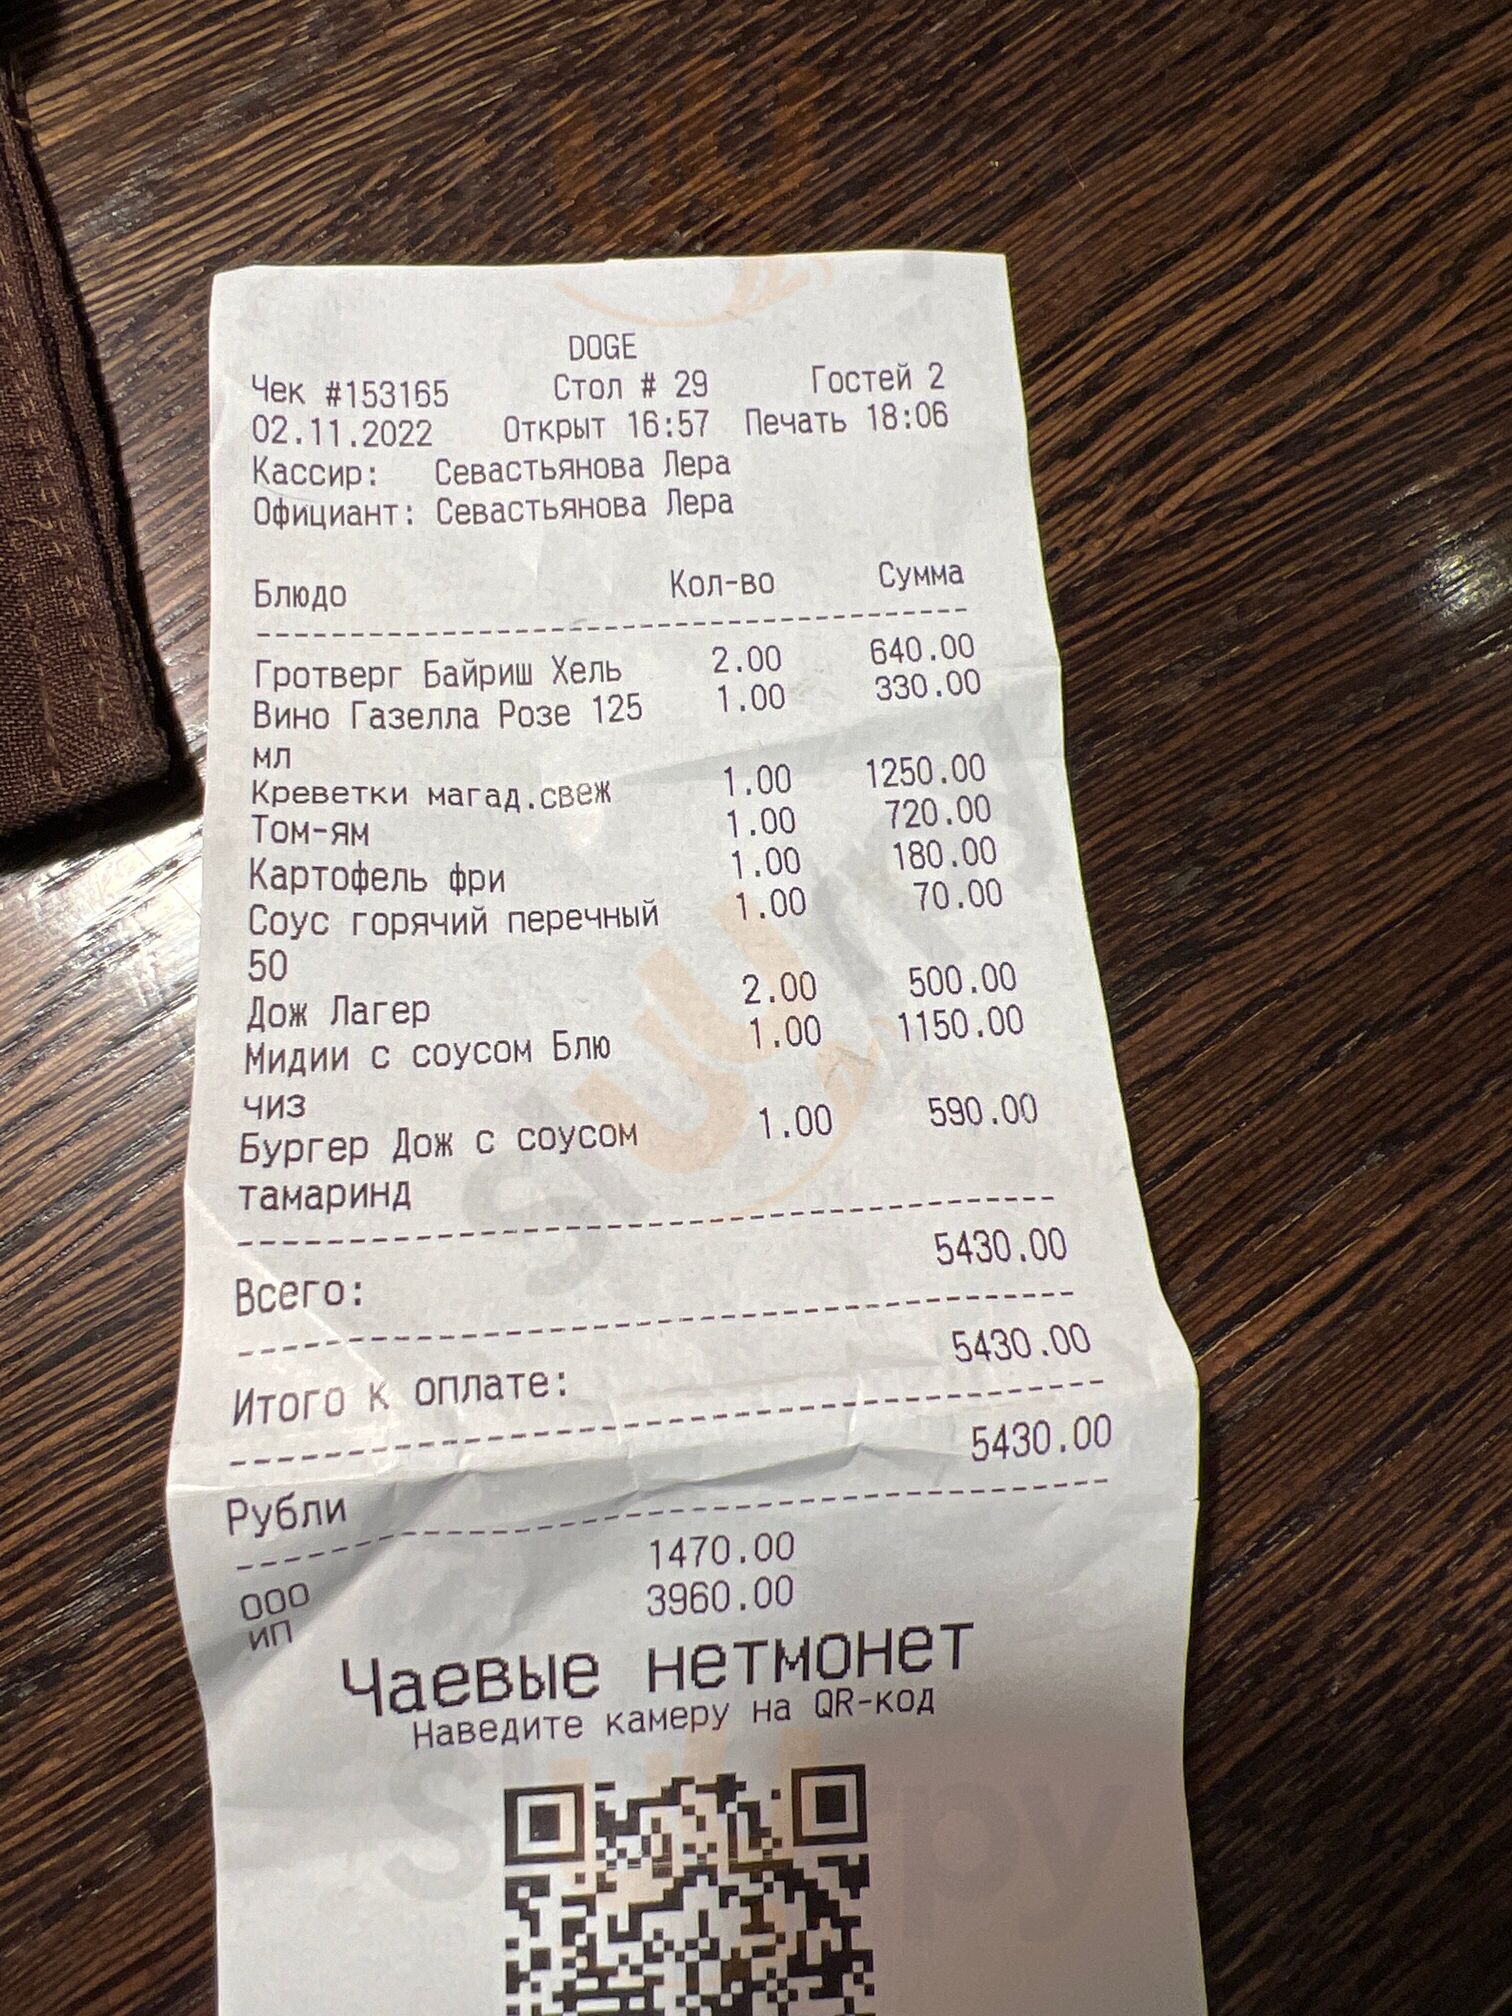 DOGE
Чек #153165 Стол # 29 Гостей 2
02.11.2022 Открыт 16:57 Печать 18:06
Кассир: Севастьянова Лера
Официант: Севастьянова Лера
Блюдо Кол-во Сумма
Гротверг Байриш Хель 2.00 640.00
Вино Газелла Розе 125 1.00 330.00
мл
Креветки магад.свеж 1.00 1250.00
Том-ям 1.00 720.00
Картофель фри 1.00 180.00
Соус горячий перечный 1.00 70.00
50
Дож Лагер 2.00 500.00
Мидии с соусом Блю 1.00 1150.00
чиз
Бургер Дож с соусом 1.00 590.00
тамаринд
Всего: 5430.00
Итого к оплате: 5430.00
Рубли 5430.00
ООО 1470.00
ИП 3960.00
Чаевые нетмонет
Наведите камеру на QR-код
sluurpy
sluurpy